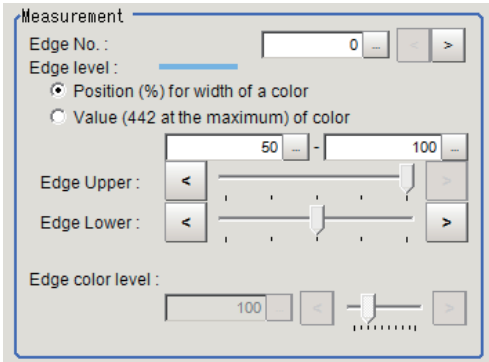 Measurement
Edge No. : 0 ... < >
Edge level :
Position (%) for width of a color
Value (442 at the maximum) of color
50 ... - 100 ...
Edge Upper : < >
Edge Lower : < >
Edge color level :
100 ... < >